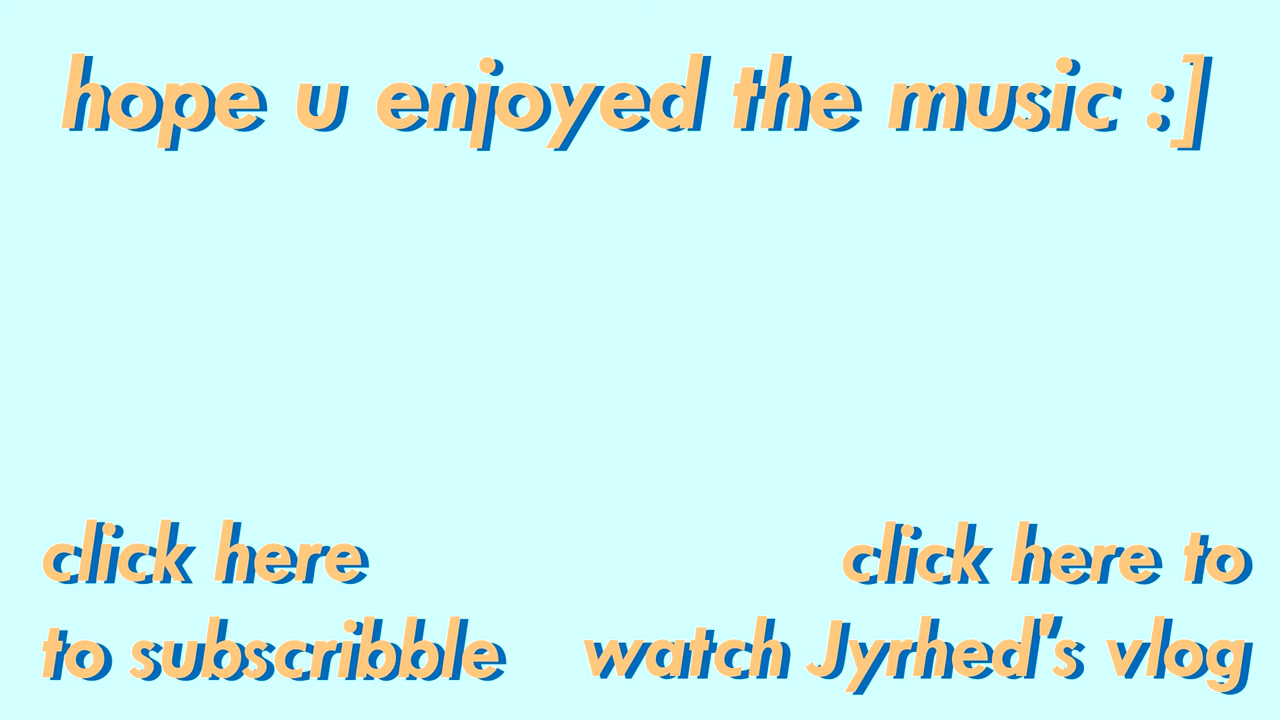 hope u enjoyed the music :]
click here
to subscribble
click here to
watch Jyrhed's vlog